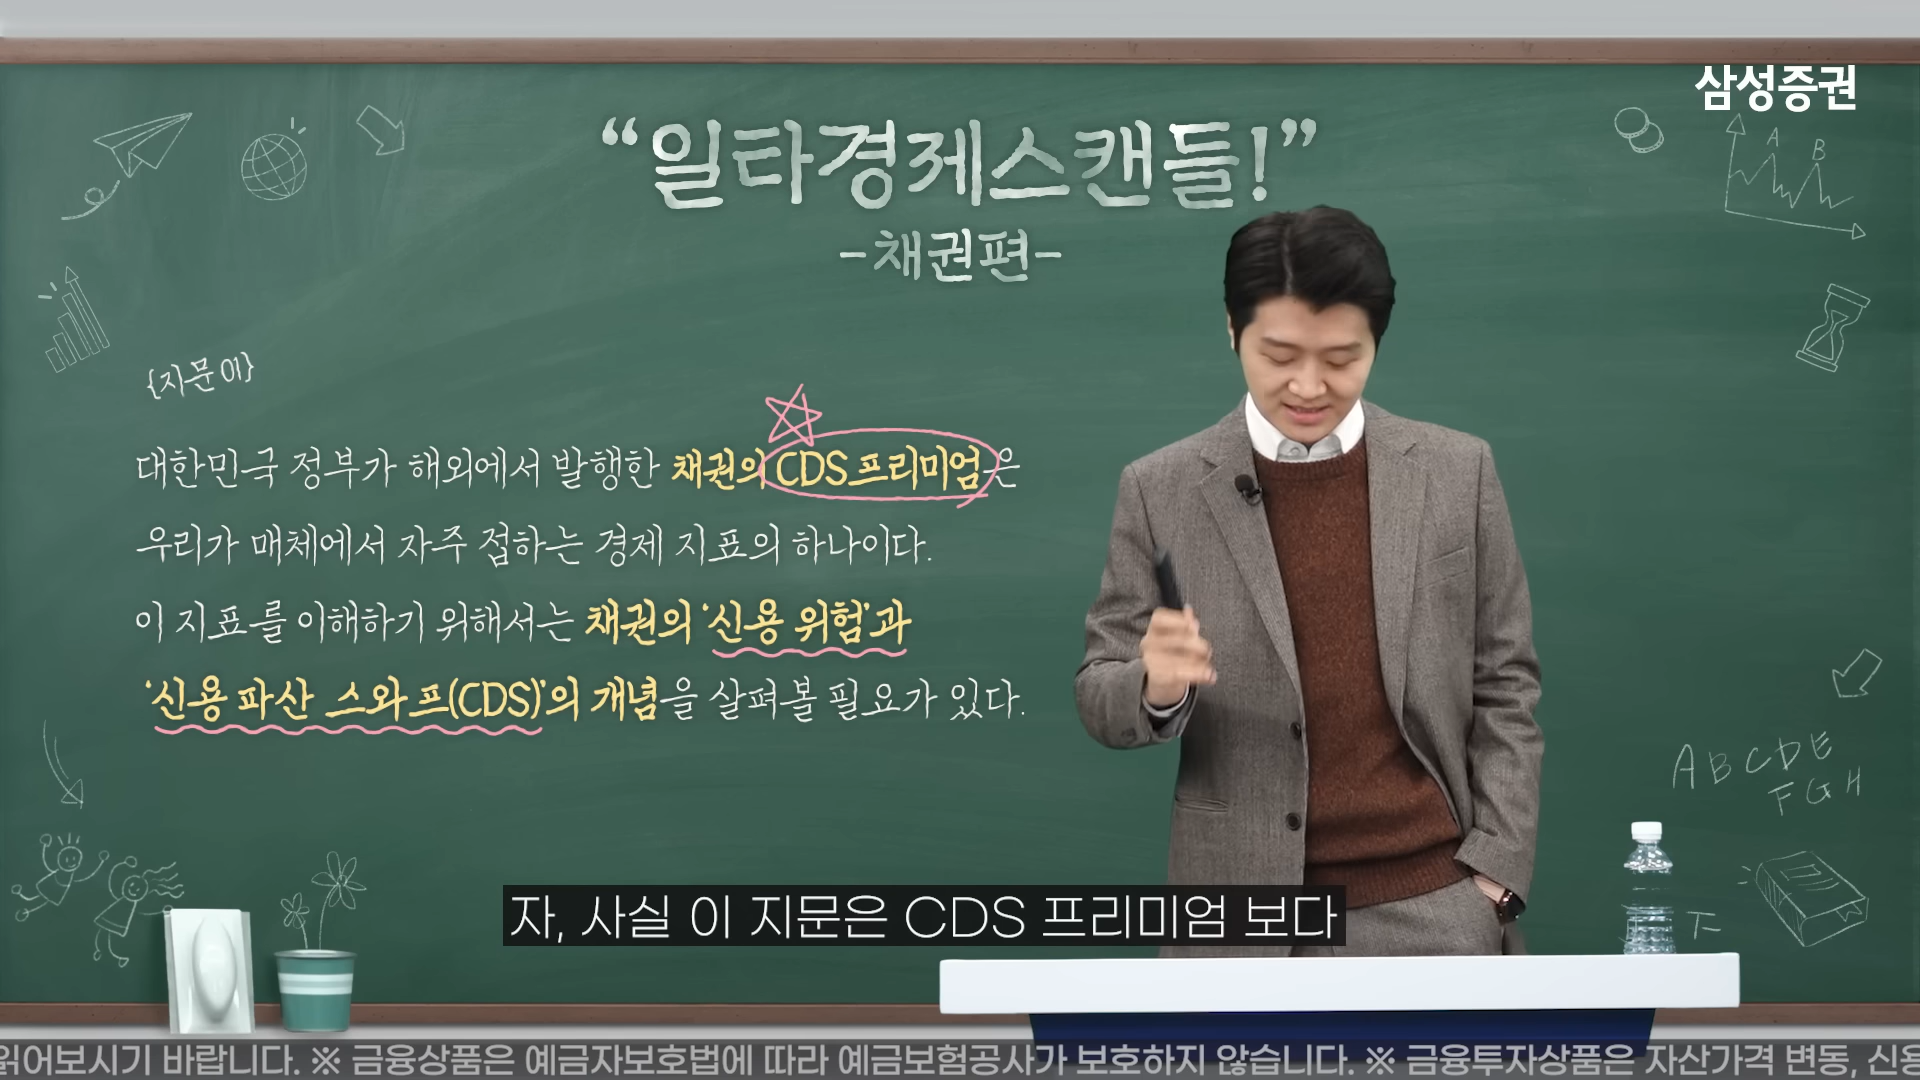 삼성증권
“일타경제스캔들!”
-채권편-
A
B
{지문 01}
대한민국 정부가 해외에서 발행한 채권의 CDS 프리미엄은
우리가 매체에서 자주 접하는 경제 지표의 하나이다.
이 지표를 이해하기 위해서는 채권의 ‘신용 위험’과
‘신용 파산 스와프(CDS)’의 개념을 살펴볼 필요가 있다.
A B C D E
F G H
자, 사실 이 지문은 CDS 프리미엄 보다
읽어보시기 바랍니다. ※ 금융상품은 예금자보호법에 따라 예금보험공사가 보호하지 않습니다. ※ 금융투자상품은 자산가격 변동, 신용